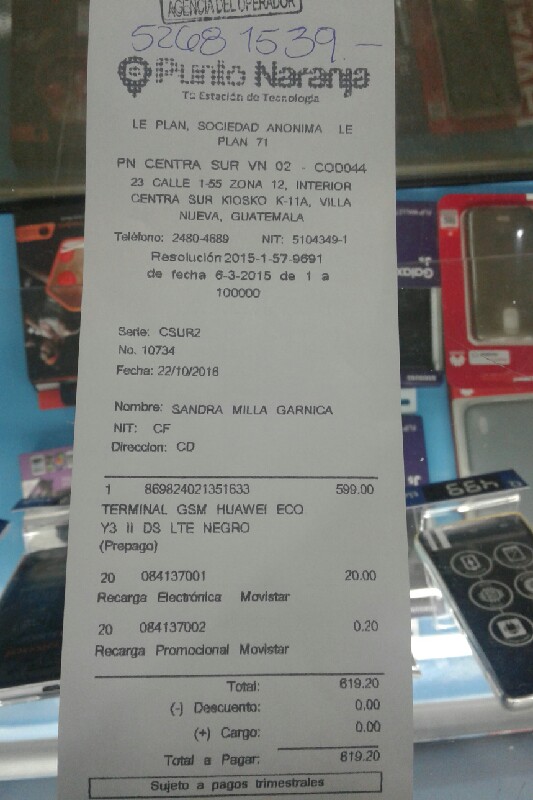 AGENCIA DEL OPERADOR
5268 1539.-
Punto Naranja
Tu Estación de Tecnología
LE PLAN, SOCIEDAD ANONIMA LE
PLAN 71
PN CENTRA SUR VN 02 - COD044
23 CALLE 1-55 ZONA 12, INTERIOR
CENTRA SUR KIOSKO K-11A, VILLA
NUEVA, GUATEMALA
Teléfono: 2480-4689 NIT: 5104349-1
Resolución 2015-1-57-9691
de fecha 6-3-2015 de 1 a
100000
Serie: CSUR2
No. 10734
Fecha: 22/10/2016
Nombre: SANDRA MILLA GARNICA
NIT: CF
Direccion: CD
1 869824021351633 599.00
TERMINAL GSM HUAWEI ECO
Y3 II DS LTE NEGRO
(Prepago)
20 084137001 20.00
Recarga Electrónica Movistar
20 084137002 0.20
Recarga Promocional Movistar
Total: 619.20
(-) Descuento: 0.00
(+) Cargo: 0.00
Total a Pagar: 619.20
Sujeto a pagos trimestrales
499